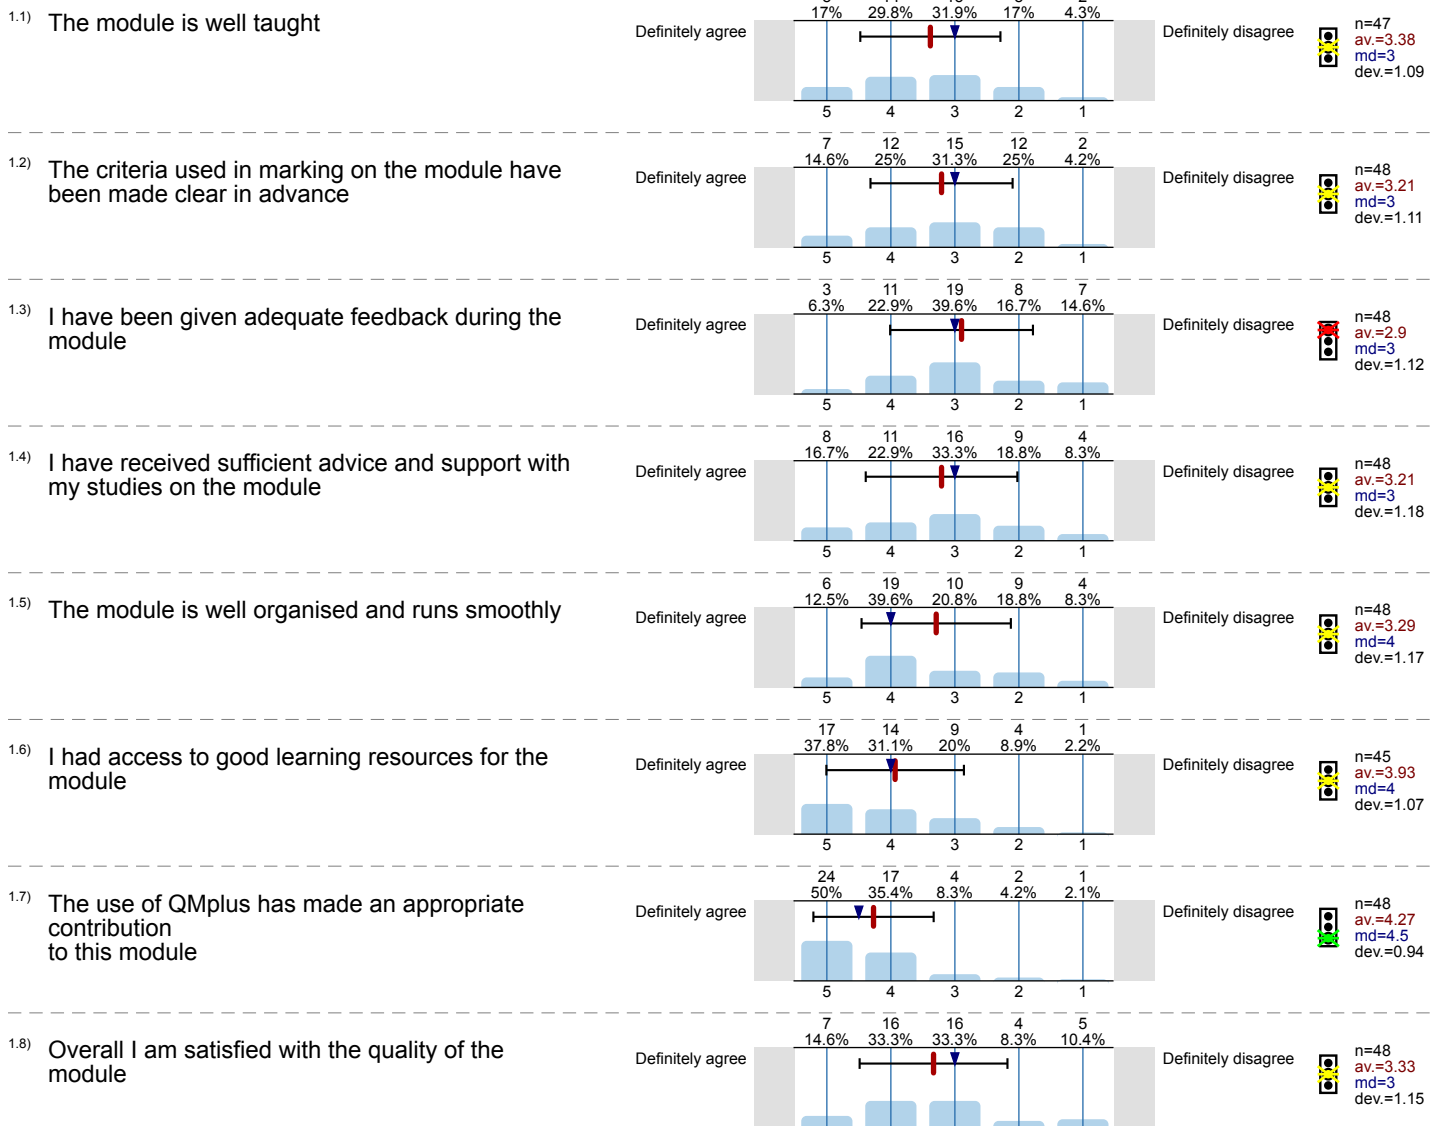 1.1) The module is well taught
17% 29.8% 31.9% 17% 4.3%
Definitely agree Definitely disagree
n=47
av.=3.38
md=3
dev.=1.09
5 4 3 2 1
1.2) The criteria used in marking on the module have
been made clear in advance
7 12 15 12 2
14.6% 25% 31.3% 25% 4.2%
Definitely agree Definitely disagree
n=48
av.=3.21
md=3
dev.=1.11
5 4 3 2 1
1.3) I have been given adequate feedback during the
module
3 11 19 8 7
6.3% 22.9% 39.6% 16.7% 14.6%
Definitely agree Definitely disagree
n=48
av.=2.9
md=3
dev.=1.12
5 4 3 2 1
1.4) I have received sufficient advice and support with
my studies on the module
8 11 16 9 4
16.7% 22.9% 33.3% 18.8% 8.3%
Definitely agree Definitely disagree
n=48
av.=3.21
md=3
dev.=1.18
5 4 3 2 1
1.5) The module is well organised and runs smoothly
6 19 10 9 4
12.5% 39.6% 20.8% 18.8% 8.3%
Definitely agree Definitely disagree
n=48
av.=3.29
md=4
dev.=1.17
5 4 3 2 1
1.6) I had access to good learning resources for the
module
17 14 9 4 1
37.8% 31.1% 20% 8.9% 2.2%
Definitely agree Definitely disagree
n=45
av.=3.93
md=4
dev.=1.07
5 4 3 2 1
1.7) The use of QMplus has made an appropriate
contribution
to this module
24 17 4 2 1
50% 35.4% 8.3% 4.2% 2.1%
Definitely agree Definitely disagree
n=48
av.=4.27
md=4.5
dev.=0.94
5 4 3 2 1
1.8) Overall I am satisfied with the quality of the
module
7 16 16 4 5
14.6% 33.3% 33.3% 8.3% 10.4%
Definitely agree Definitely disagree
n=48
av.=3.33
md=3
dev.=1.15